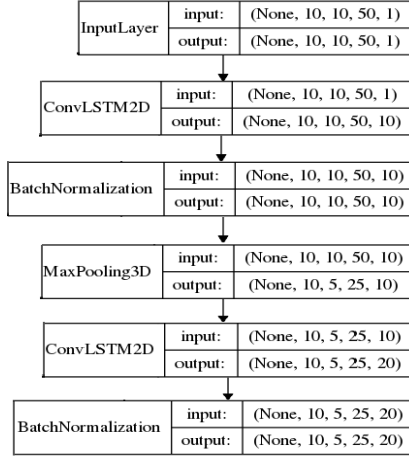 InputLayer
input: (None, 10, 10, 50, 1)
output: (None, 10, 10, 50, 1)
ConvLSTM2D
input: (None, 10, 10, 50, 1)
output: (None, 10, 10, 50, 10)
BatchNormalization
input: (None, 10, 10, 50, 10)
output: (None, 10, 10, 50, 10)
MaxPooling3D
input: (None, 10, 10, 50, 10)
output: (None, 10, 5, 25, 10)
ConvLSTM2D
input: (None, 10, 5, 25, 10)
output: (None, 10, 5, 25, 20)
BatchNormalization
input: (None, 10, 5, 25, 20)
output: (None, 10, 5, 25, 20)